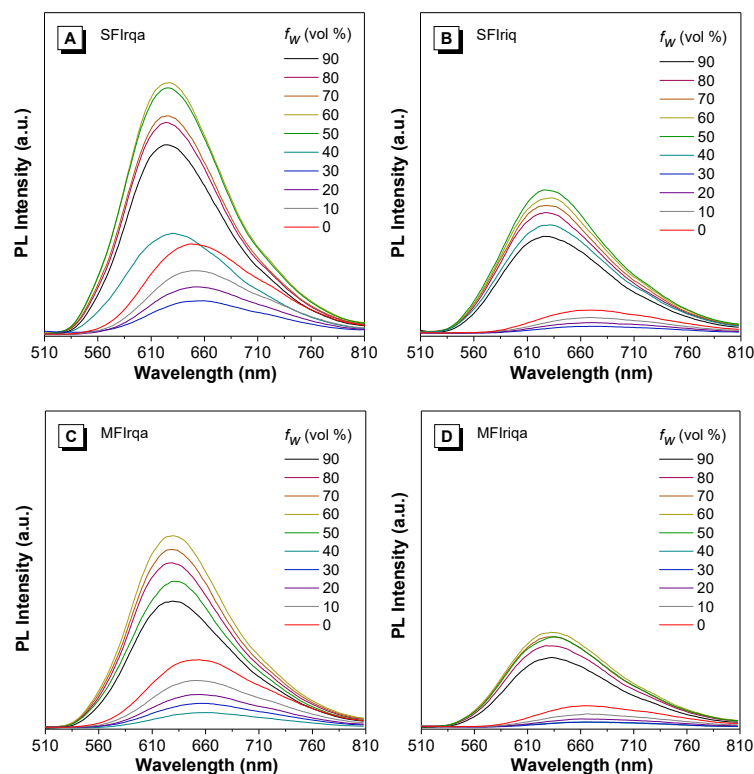 A SFIrqa
f_W (vol %)
90
80
70
60
50
40
30
20
10
0
PL Intensity (a.u.)
510 560 610 660 710 760 810
Wavelength (nm)
B SFIriq
f_W (vol %)
90
80
70
60
50
40
30
20
10
0
PL Intensity (a.u.)
510 560 610 660 710 760 810
Wavelength (nm)
C MFIrqa
f_W (vol %)
90
80
70
60
50
40
30
20
10
0
PL Intensity (a.u.)
510 560 610 660 710 760 810
Wavelength (nm)
D MFIriqa
f_W (vol %)
90
80
70
60
50
40
30
20
10
0
PL Intensity (a.u.)
510 560 610 660 710 760 810
Wavelength (nm)